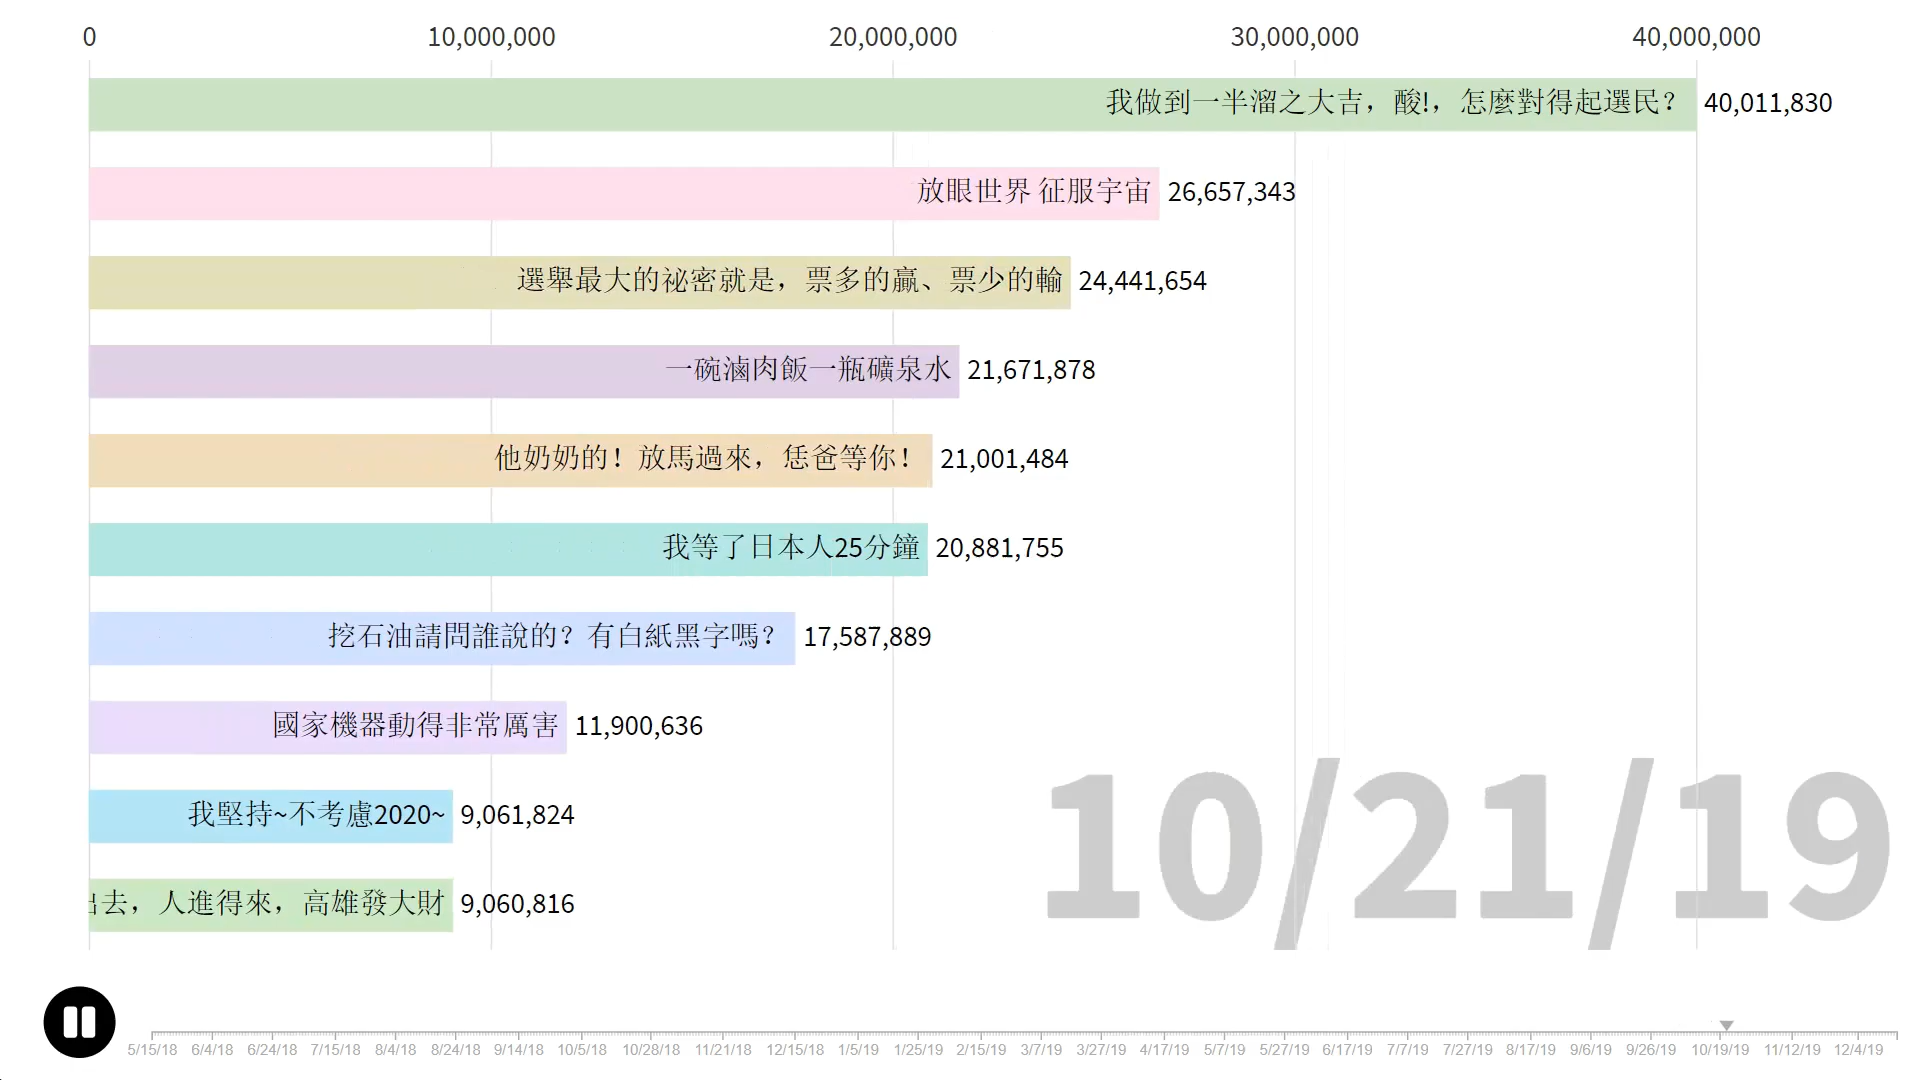 0 10,000,000 20,000,000 30,000,000 40,000,000
我做到一半溜之大吉，酸!，怎麼對得起選民？ 40,011,830
放眼世界 征服宇宙 26,657,343
選舉最大的祕密就是，票多的贏、票少的輸 24,441,654
一碗滷肉飯一瓶礦泉水 21,671,878
他奶奶的！放馬過來，恁爸等你！ 21,001,484
我等了日本人25分鐘 20,881,755
挖石油請問誰說的？有白紙黑字嗎？ 17,587,889
國家機器動得非常厲害 11,900,636
我堅持~不考慮2020~ 9,061,824
去，人進得來，高雄發大財 9,060,816
10/21/19
5/15/18 6/4/18 6/24/18 7/15/18 8/4/18 8/24/18 9/14/18 10/5/18 10/28/18 11/21/18 12/15/18 1/5/19 1/25/19 2/15/19 3/7/19 3/27/19 4/17/19 5/7/19 5/27/19 6/17/19 7/7/19 7/27/19 8/17/19 9/6/19 9/26/19 10/19/19 11/12/19 12/4/19